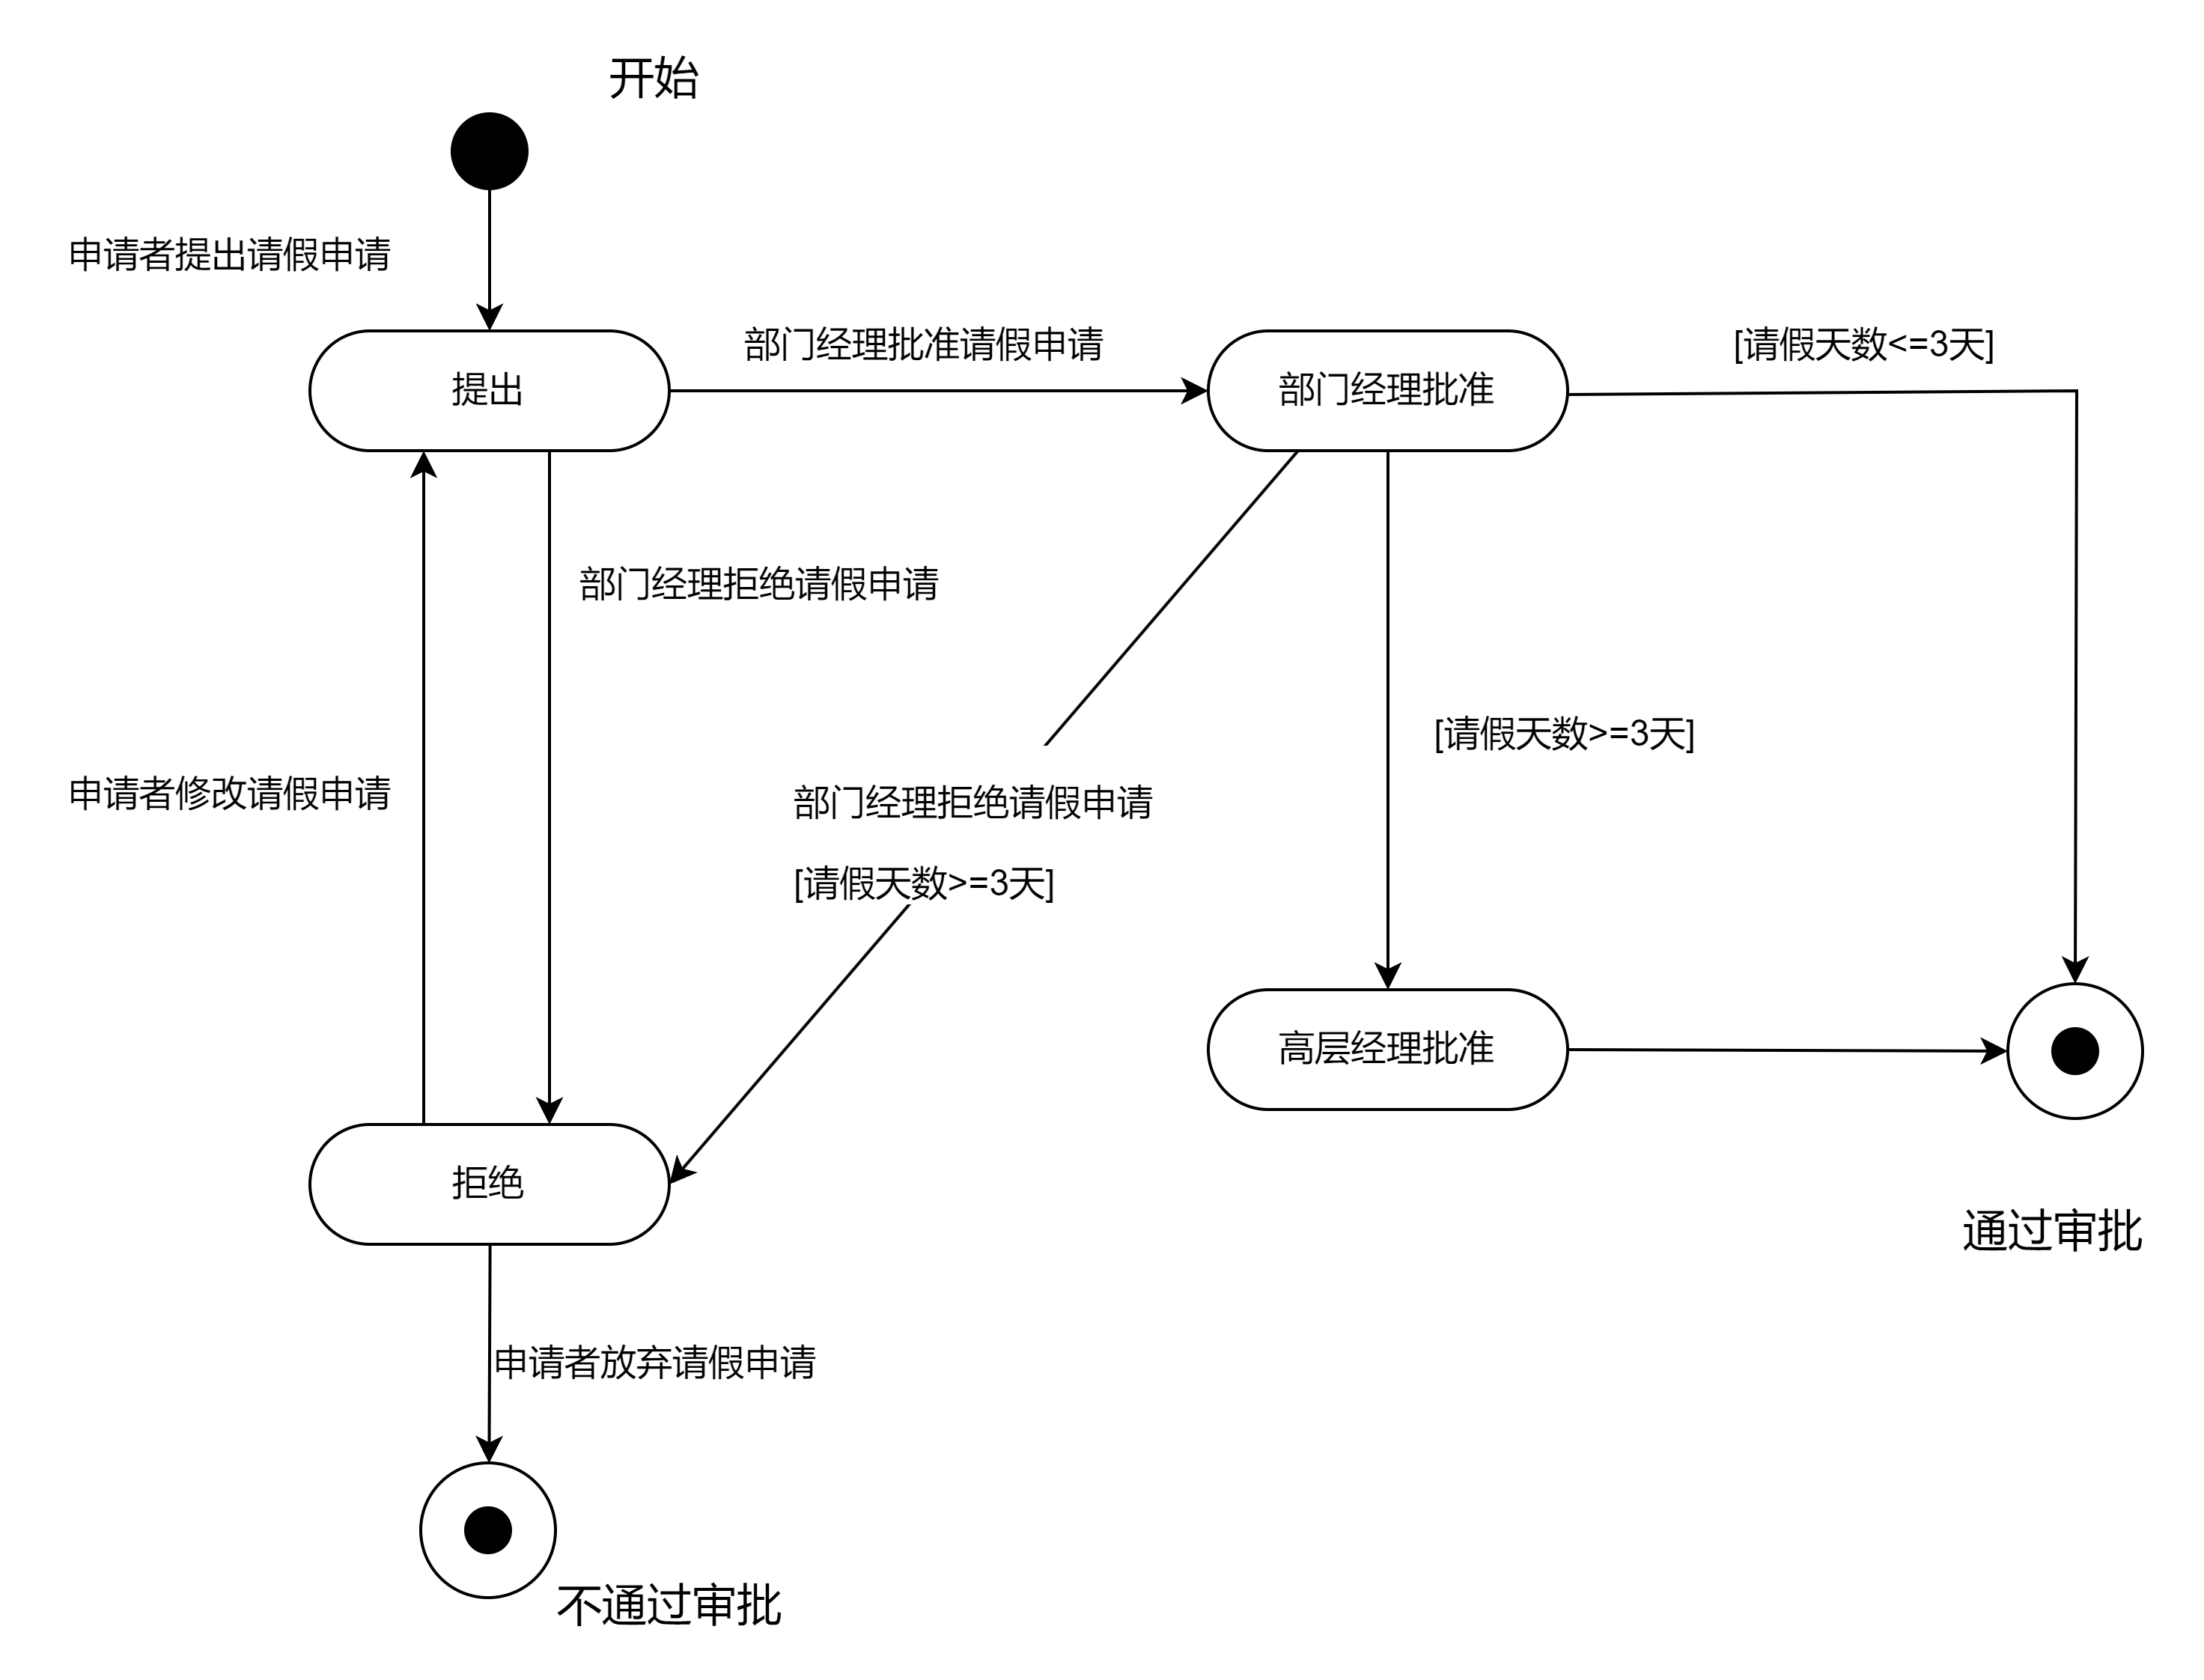 开始
申请者提出请假申请
部门经理批准请假申请
[请假天数<=3天]
提出
部门经理批准
部门经理拒绝请假申请
[请假天数>=3天]
申请者修改请假申请
部门经理拒绝请假申请
[请假天数>=3天]
高层经理批准
拒绝
通过审批
申请者放弃请假申请
不通过审批